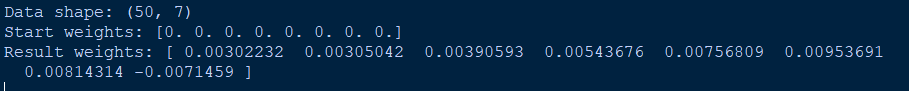 Data shape: (50, 7)
Start weights: [0. 0. 0. 0. 0. 0. 0. 0.]
Result weights: [ 0.00302232  0.00305042  0.00390593  0.00543676  0.00756809  0.00953691
  0.00814314 -0.0071459 ]